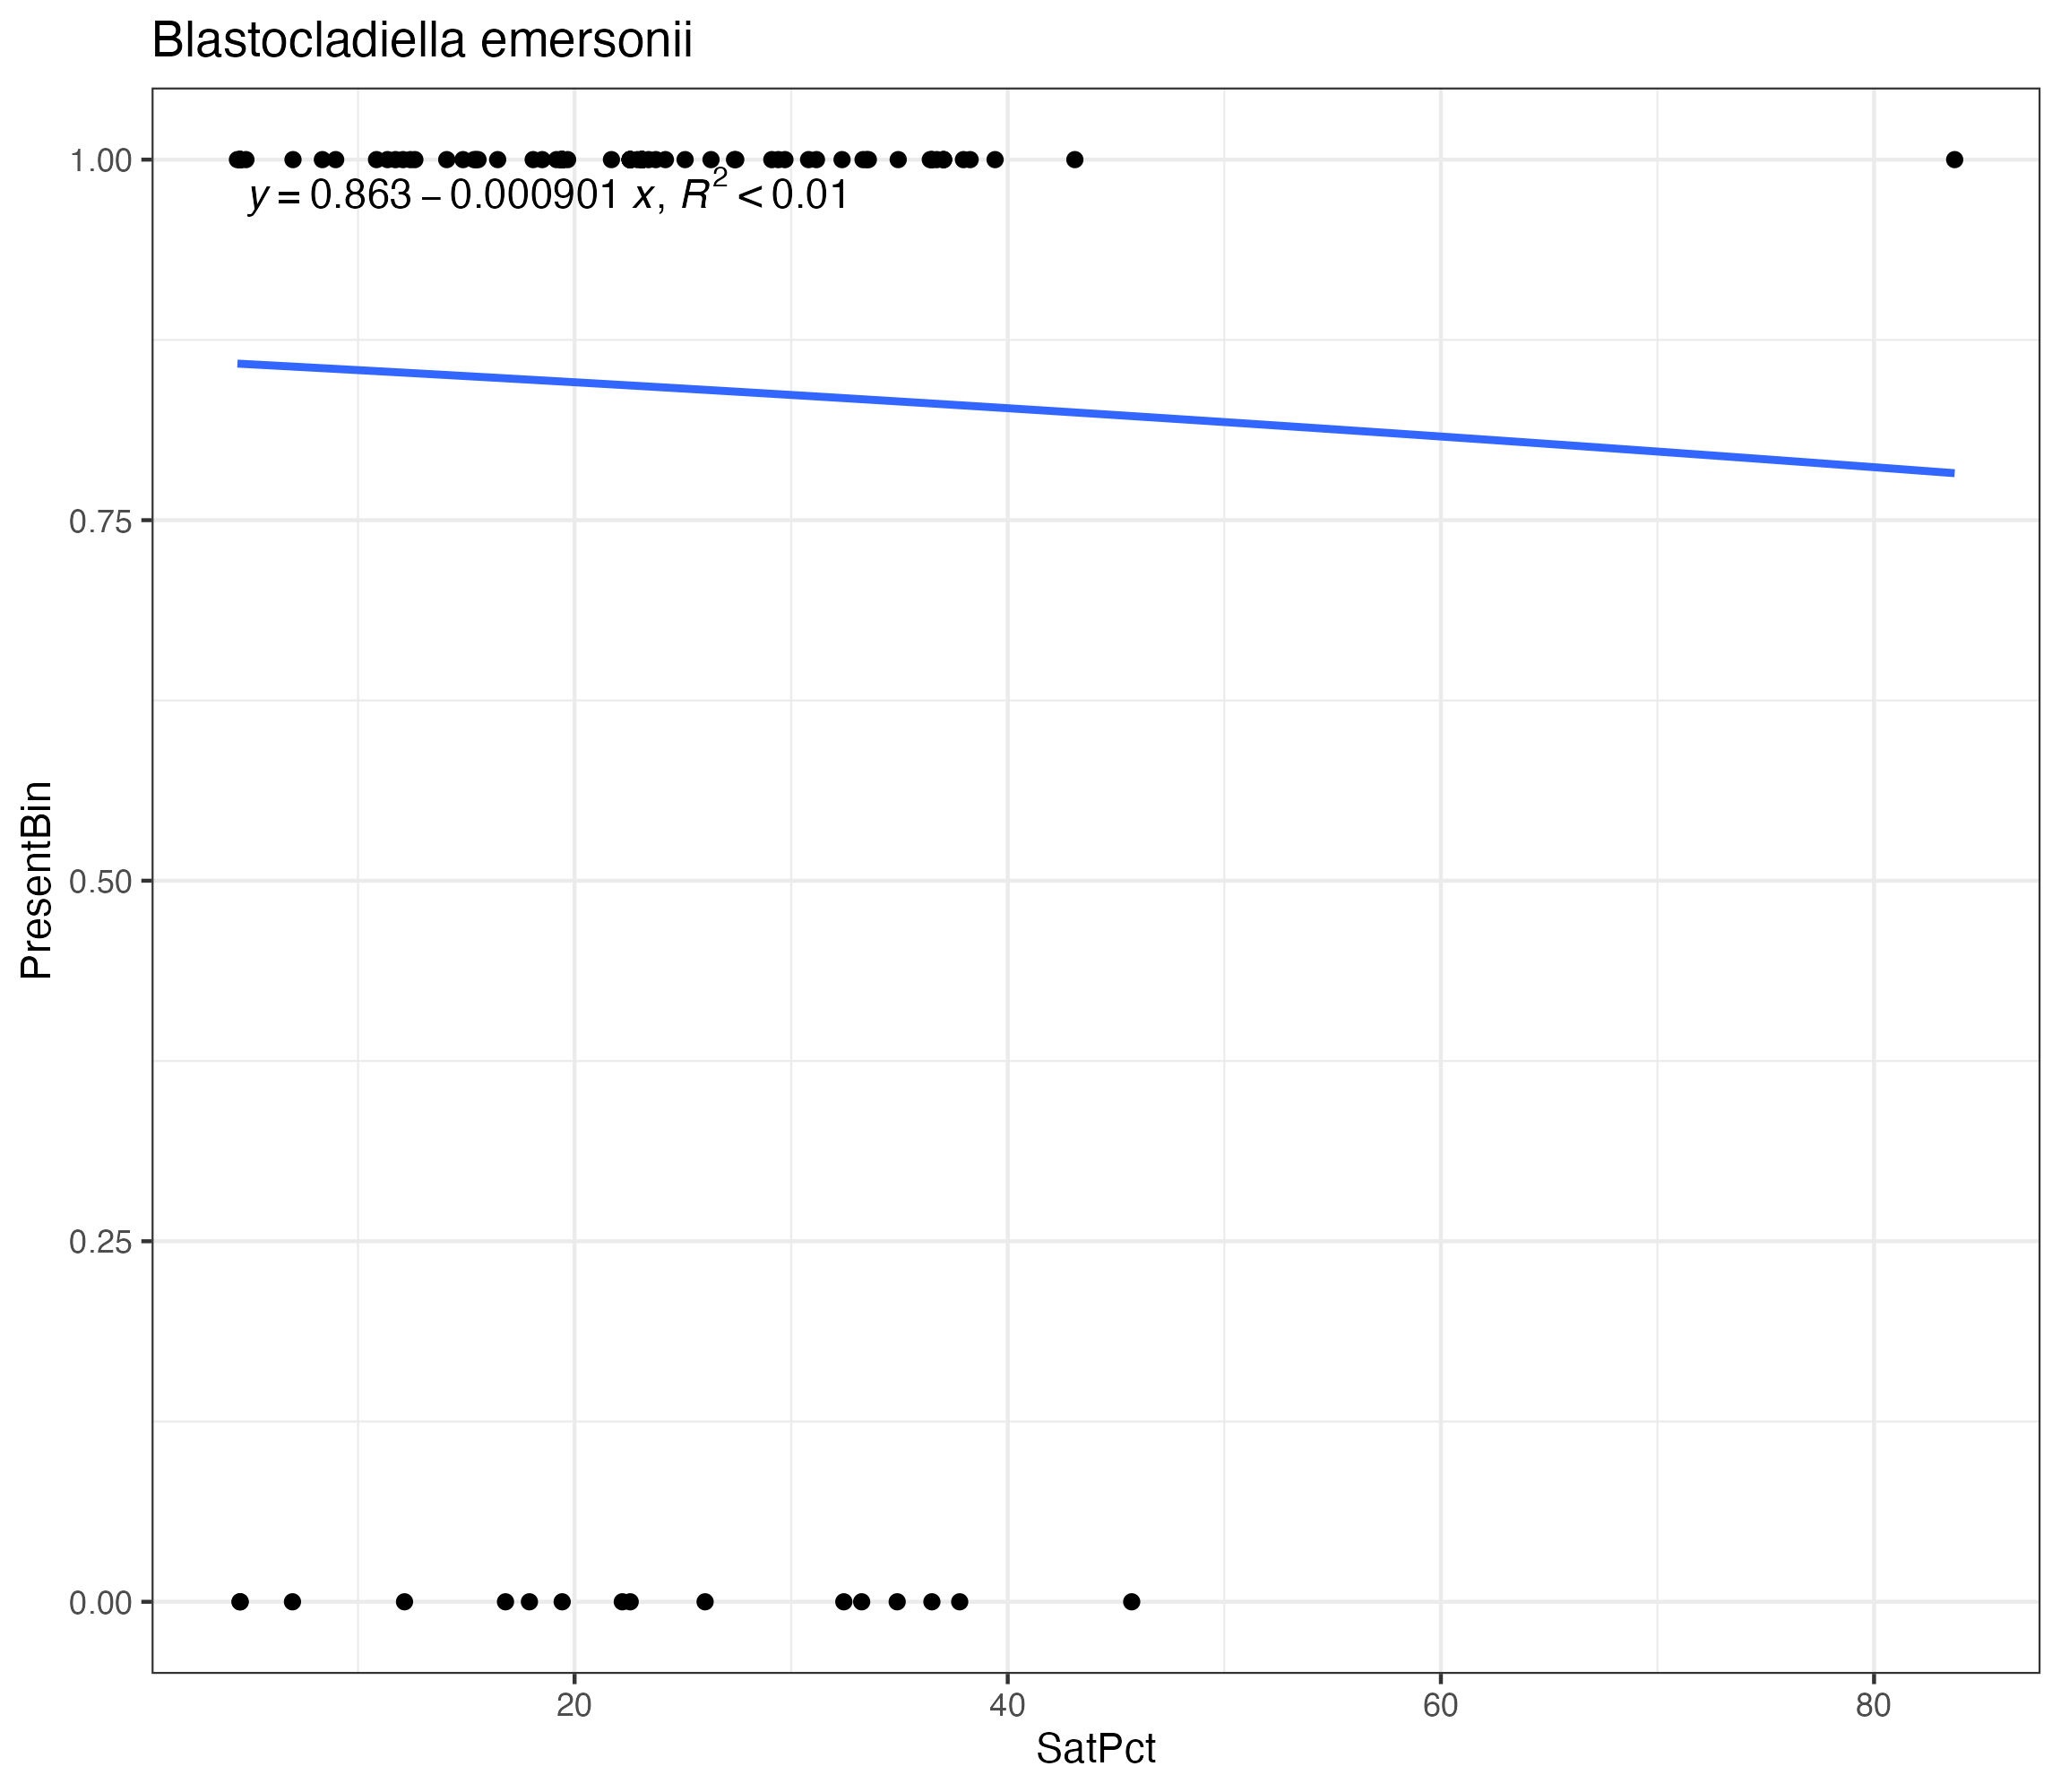 Blastocladiella emersonii
1.00
y = 0.863 − 0.000901 x, R² < 0.01
0.75
0.50
0.25
0.00
PresentBin
20 40 60 80
SatPct